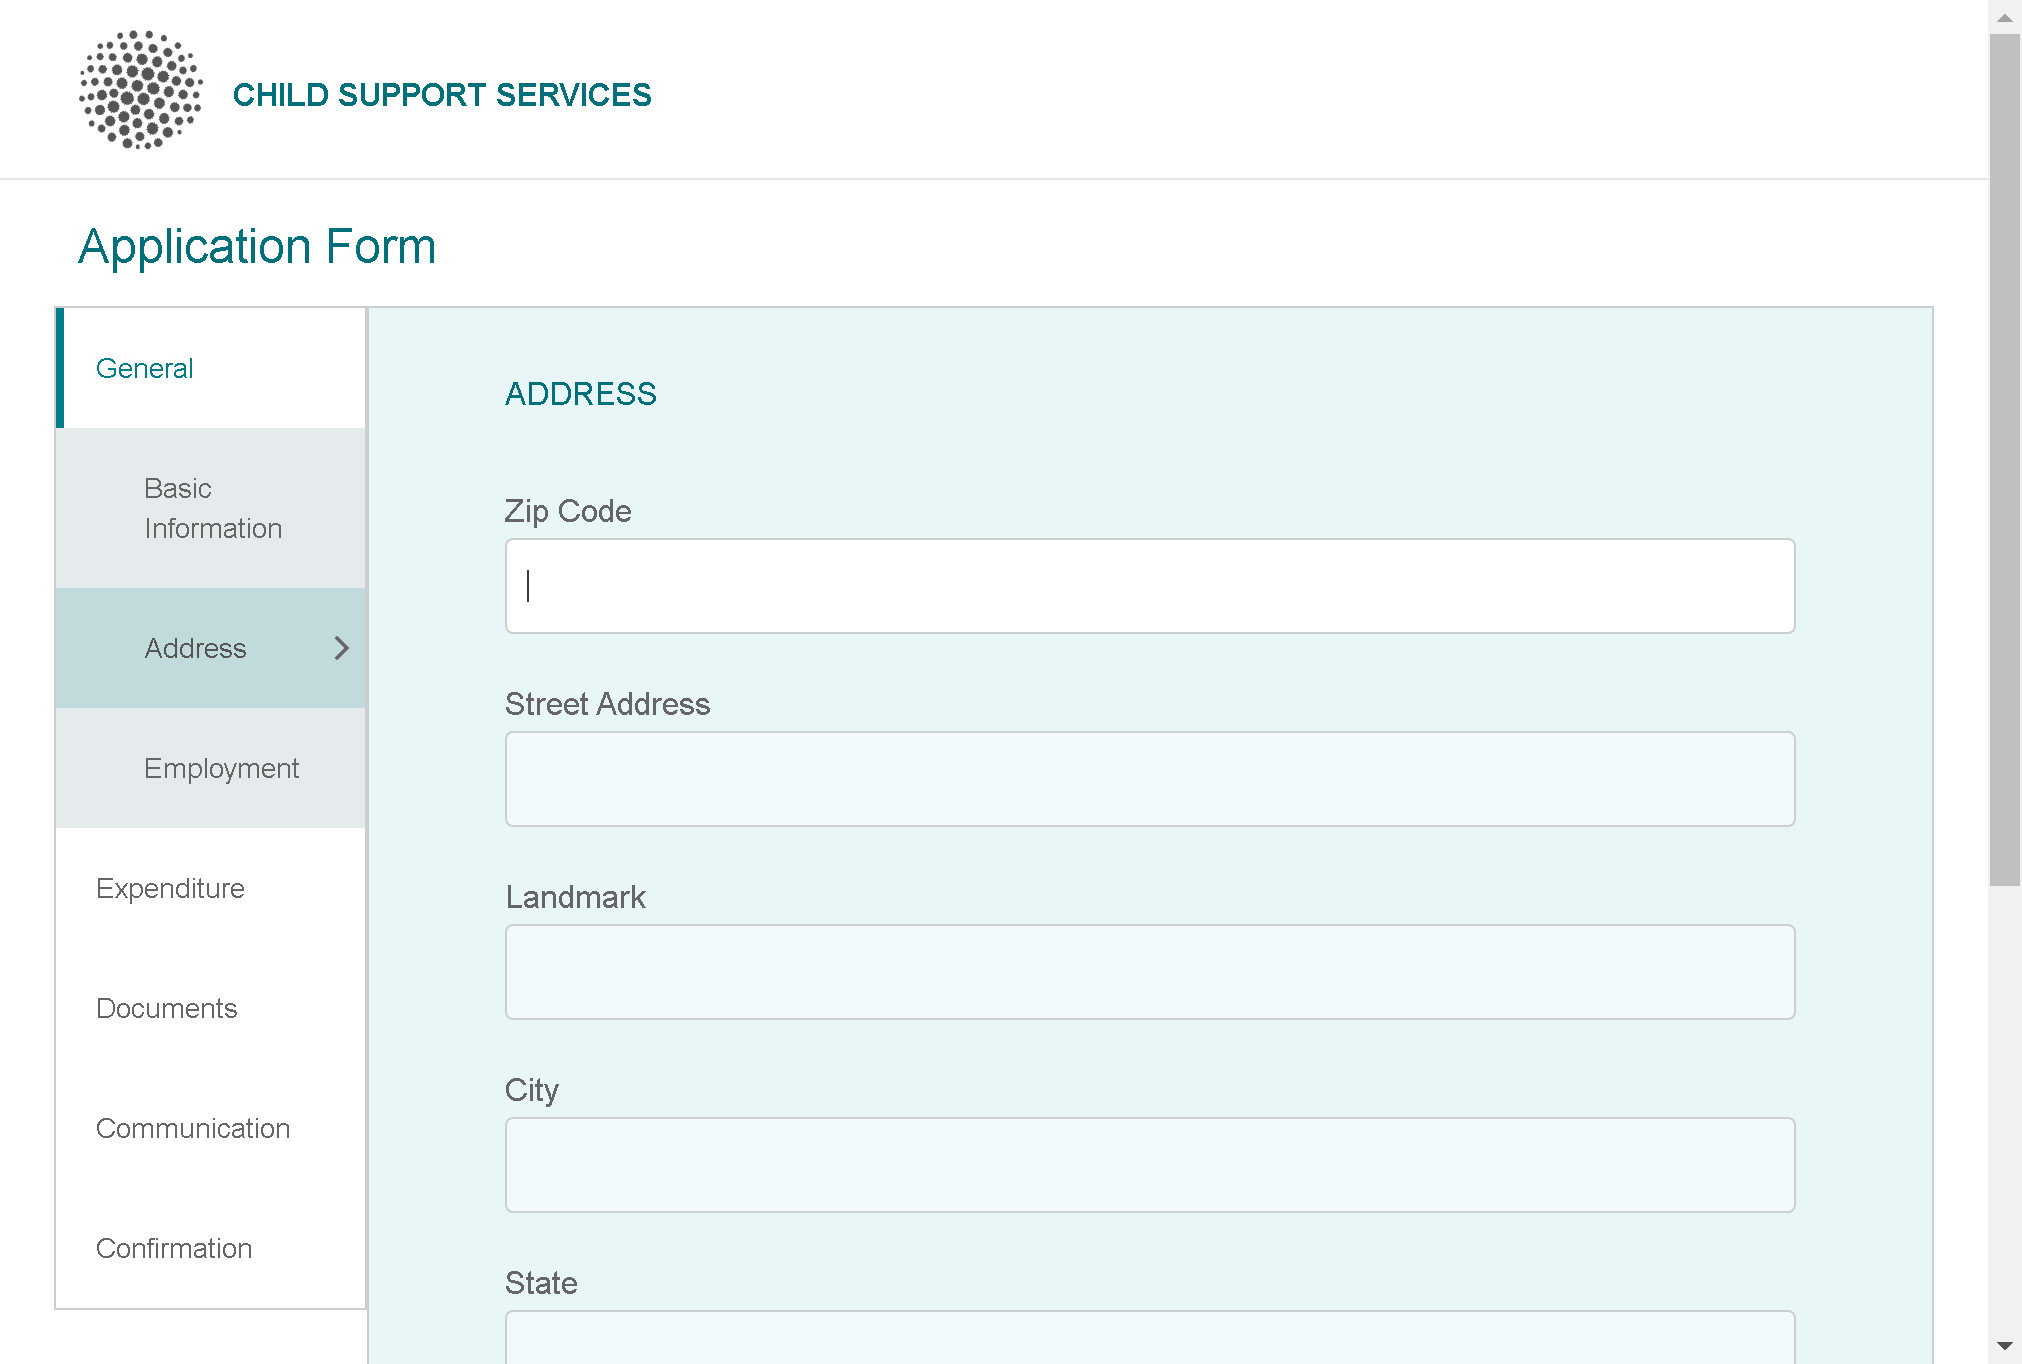 CHILD SUPPORT SERVICES
Application Form
General
Basic
Information
Address
Employment
Expenditure
Documents
Communication
Confirmation
ADDRESS
Zip Code
Street Address
Landmark
City
State